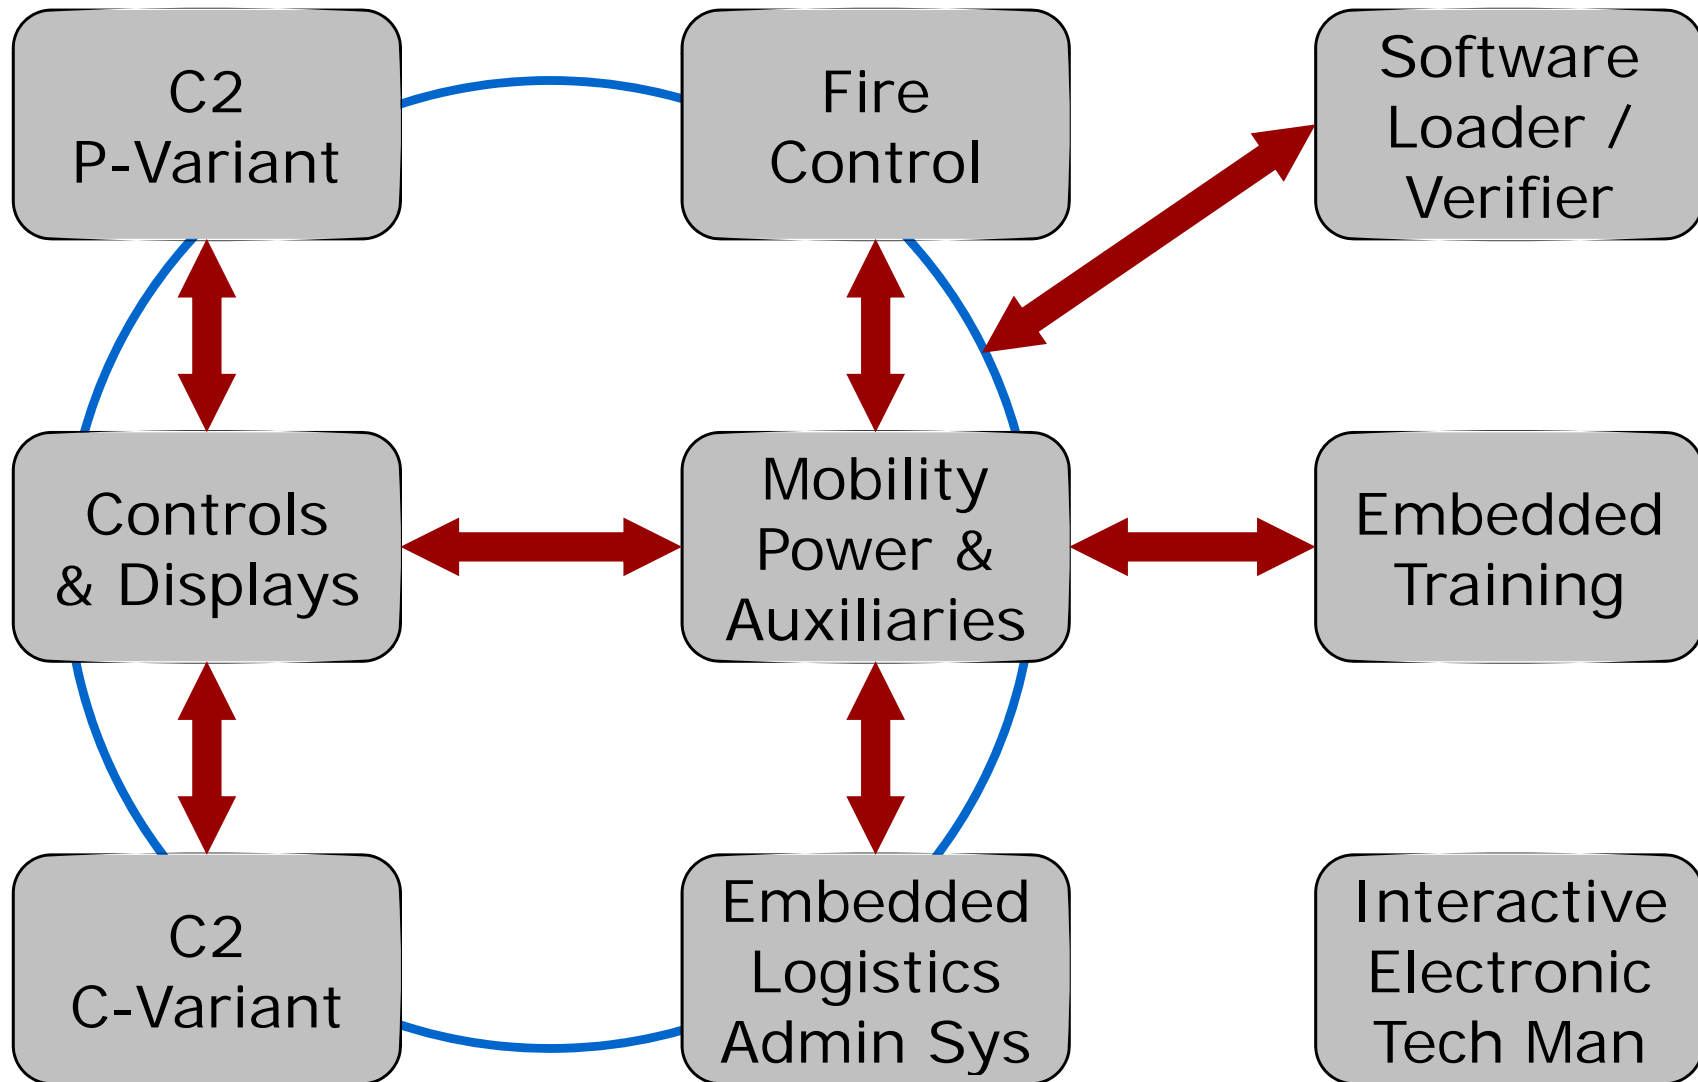 C2
P-Variant
Fire
Control
Software
Loader /
Verifier
Controls
& Displays
Mobility
Power &
Auxiliaries
Embedded
Training
C2
C-Variant
Embedded
Logistics
Admin Sys
Interactive
Electronic
Tech Man